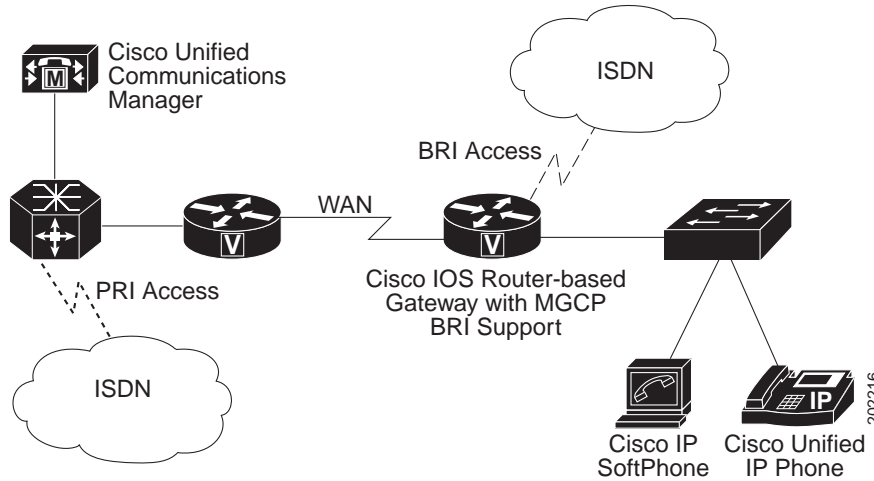 Cisco Unified
Communications
Manager
M
ISDN
BRI Access
WAN
V
V
Cisco IOS Router-based
Gateway with MGCP
BRI Support
PRI Access
ISDN
IP
Cisco IP
SoftPhone
Cisco Unified
IP Phone
202216